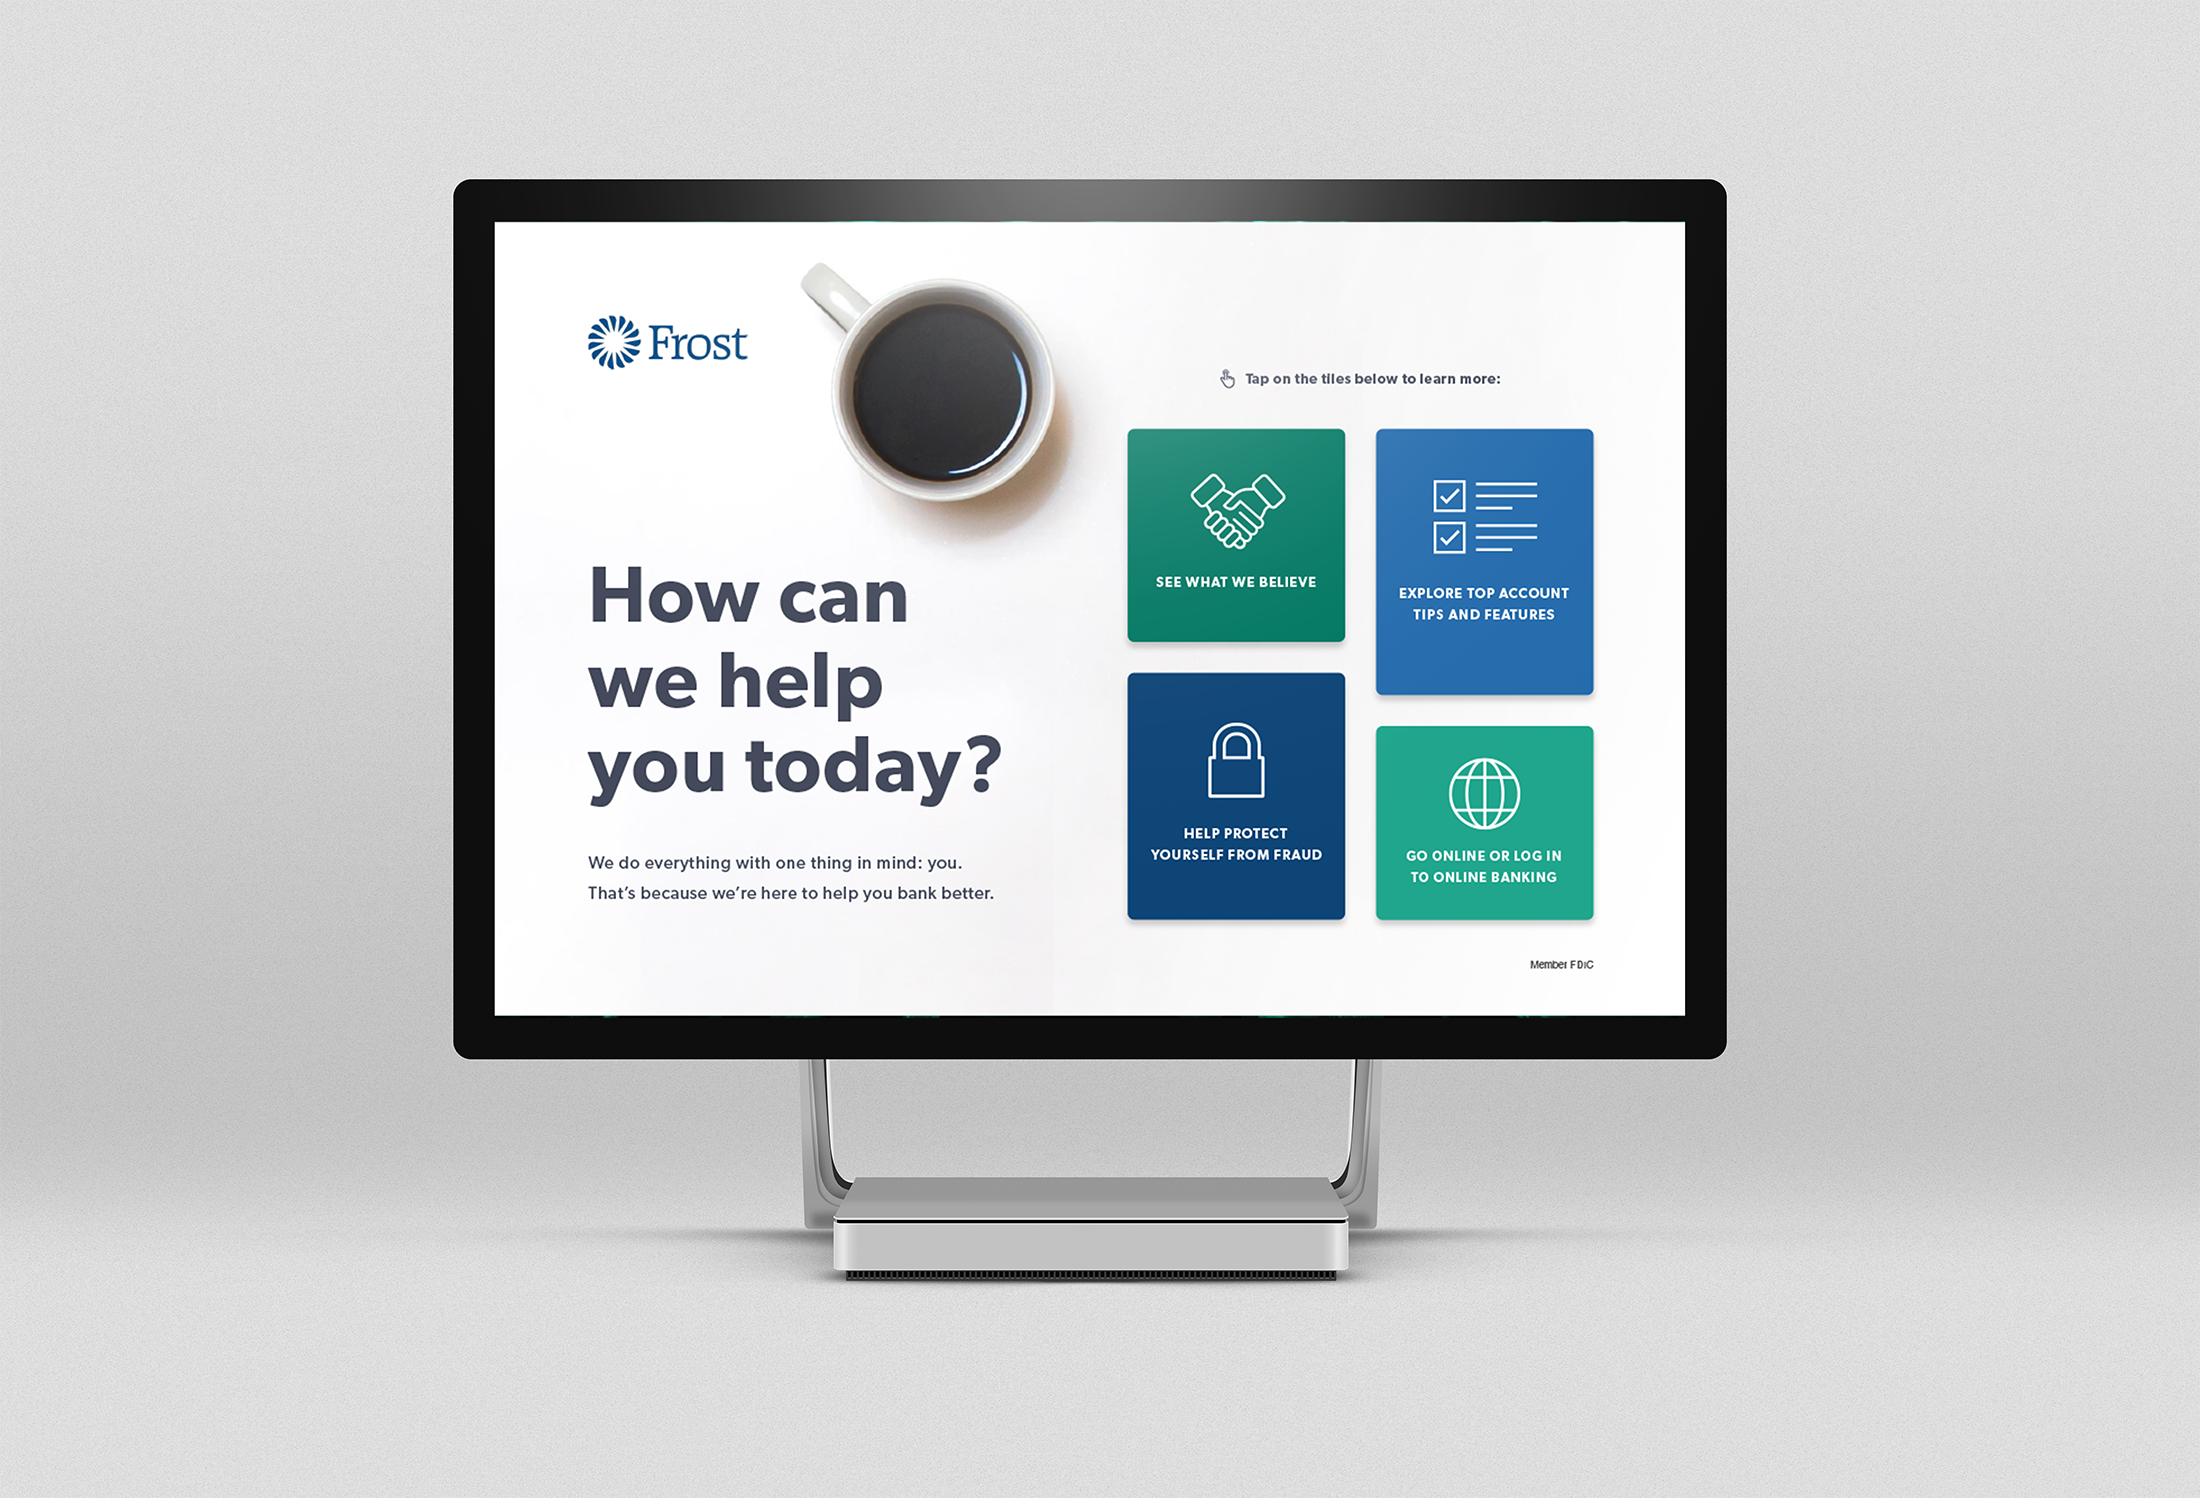 Frost
How can
we help
you today?
We do everything with one thing in mind: you.
That's because we're here to help you bank better.
Tap on the tiles below to learn more:
SEE WHAT WE BELIEVE
EXPLORE TOP ACCOUNT
TIPS AND FEATURES
HELP PROTECT
YOURSELF FROM FRAUD
GO ONLINE OR LOG IN
TO ONLINE BANKING
Member FDIC